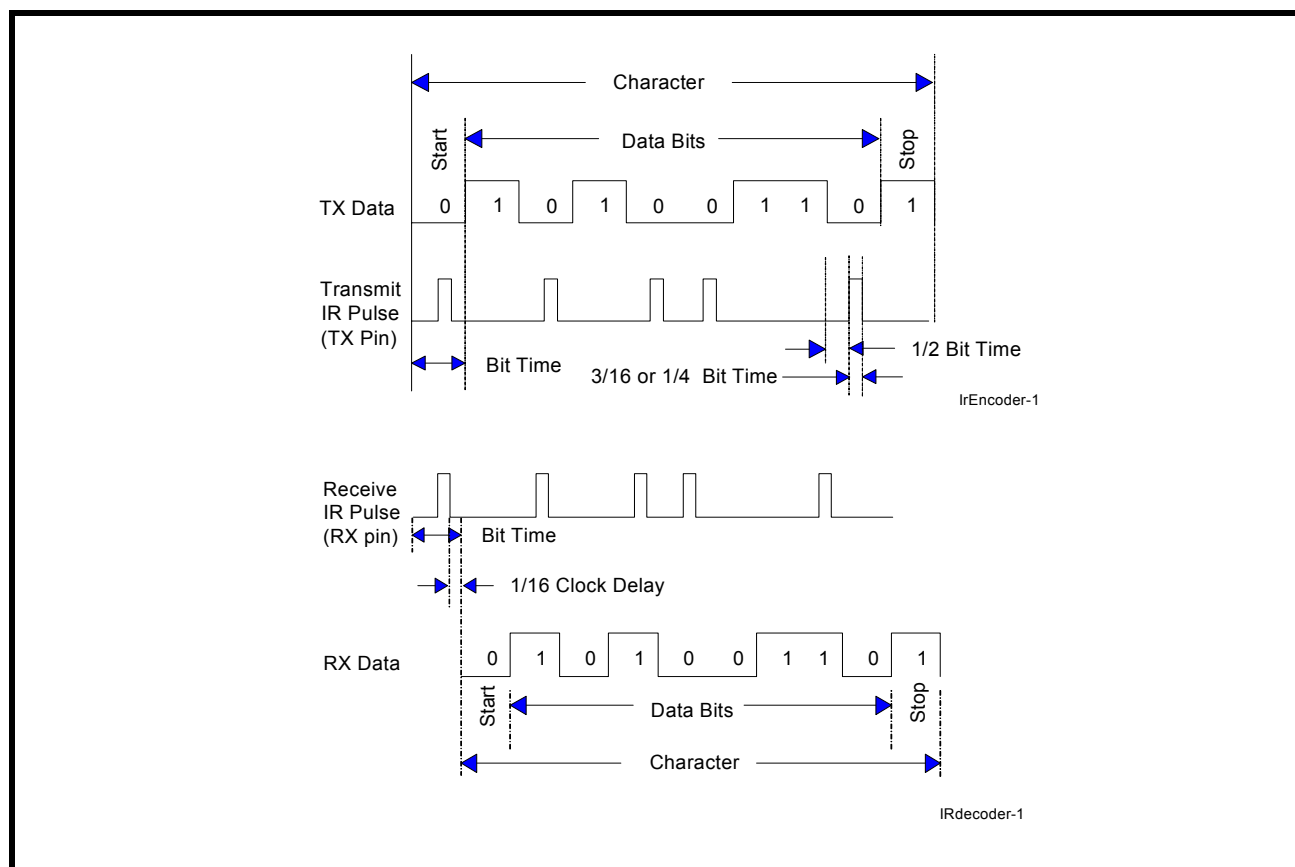 Character
Start
Data Bits
Stop
TX Data
0 1 0 1 0 0 1 1 0 1
Transmit
IR Pulse
(TX Pin)
Bit Time
1/2 Bit Time
3/16 or 1/4 Bit Time
IrEncoder-1
Receive
IR Pulse
(RX pin)
Bit Time
1/16 Clock Delay
RX Data
0 1 0 1 0 0 1 1 0 1
Start
Data Bits
Stop
Character
IRdecoder-1